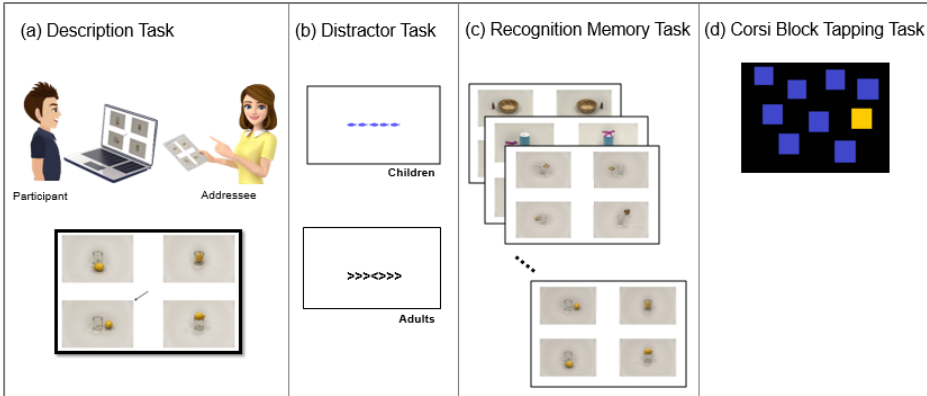 (a) Description Task
Participant
Addressee
(b) Distractor Task
Children
>>><>>>
Adults
(c) Recognition Memory Task
(d) Corsi Block Tapping Task